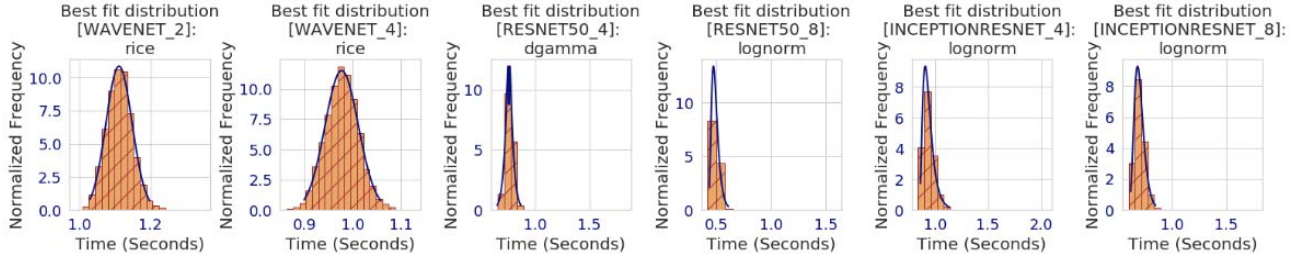 Best fit distribution
[WAVENET_2]:
rice
Normalized Frequency
10.0
7.5
5.0
2.5
0.0
1.0 1.2
Time (Seconds)
Best fit distribution
[WAVENET_4]:
rice
Normalized Frequency
10.0
7.5
5.0
2.5
0.0
0.9 1.0 1.1
Time (Seconds)
Best fit distribution
[RESNET50_4]:
dgamma
Normalized Frequency
10
5
0
1.0 1.5
Time (Seconds)
Best fit distribution
[RESNET50_8]:
lognorm
Normalized Frequency
10
5
0
0.5 1.0 1.5
Time (Seconds)
Best fit distribution
[INCEPTIONRESNET_4]:
lognorm
Normalized Frequency
8
6
4
2
0
1.0 1.5 2.0
Time (Seconds)
Best fit distribution
[INCEPTIONRESNET_8]:
lognorm
Normalized Frequency
8
6
4
2
0
1.0 1.5
Time (Seconds)